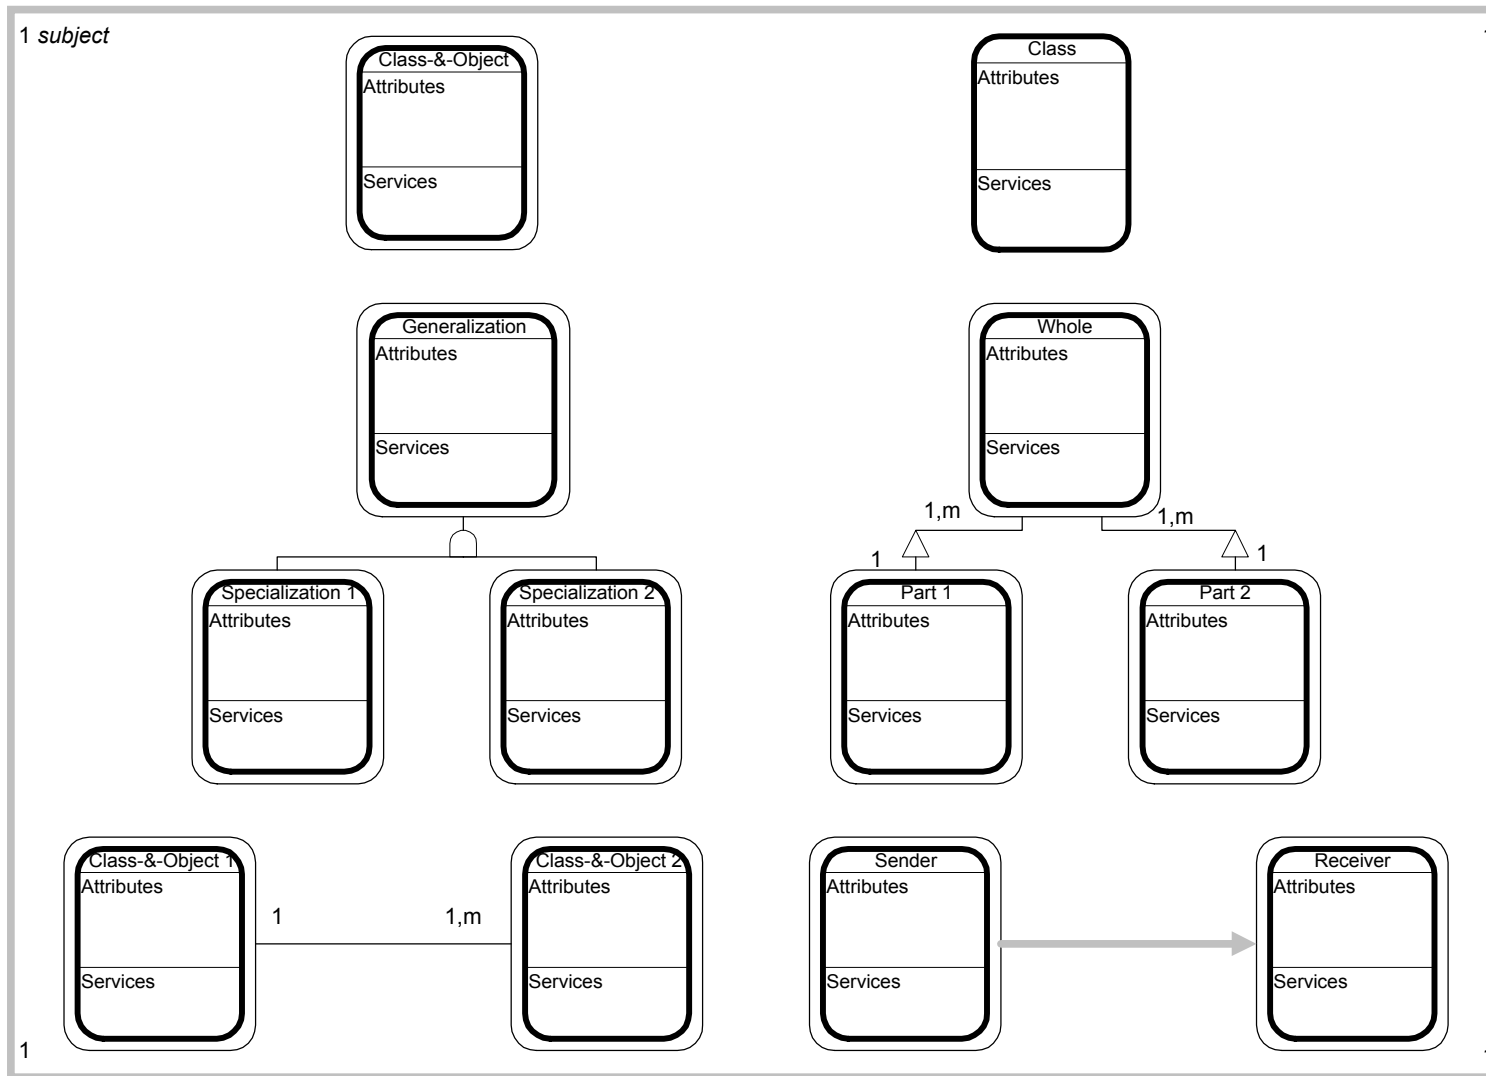 1 subject
1
Class-&-Object
Attributes
Services
Class
Attributes
Services
Generalization
Attributes
Services
Whole
Attributes
Services
1,m
1,m
1
1
Specialization 1
Attributes
Services
Specialization 2
Attributes
Services
Part 1
Attributes
Services
Part 2
Attributes
Services
Class-&-Object 1
Attributes
Services
1
1,m
Class-&-Object 2
Attributes
Services
Sender
Attributes
Services
Receiver
Attributes
Services
1
1